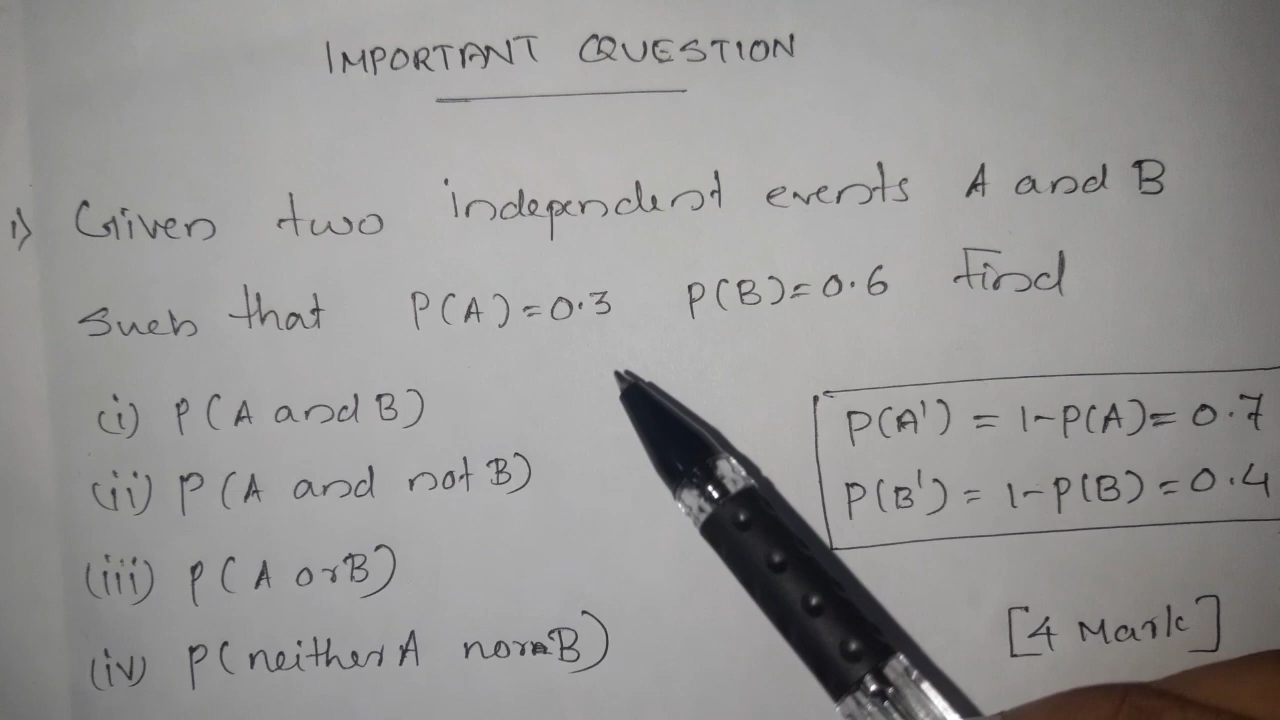 IMPORTANT QUESTION
1) Given two independent events A and B
such that P(A)=0.3 P(B)=0.6 Find
(i) P(A and B)
(ii) P(A and not B)
(iii) P(A or B)
(iv) P(neither A nor B)
P(A') = 1-P(A)= 0.7
P(B') = 1-P(B) = 0.4
[4 Mark]